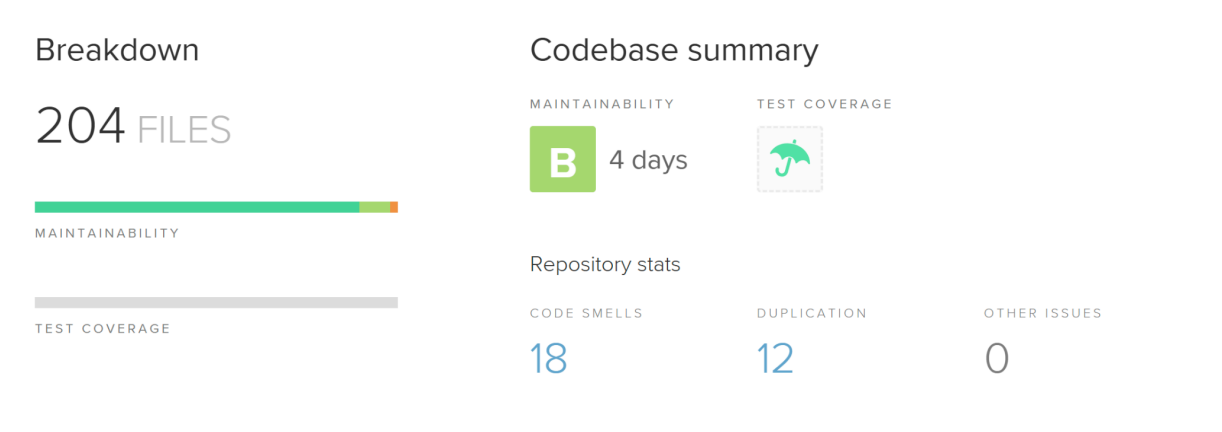 Breakdown
204 FILES
MAINTAINABILITY
TEST COVERAGE
Codebase summary
MAINTAINABILITY
TEST COVERAGE
B 4 days
Repository stats
CODE SMELLS
DUPLICATION
OTHER ISSUES
18
12
0